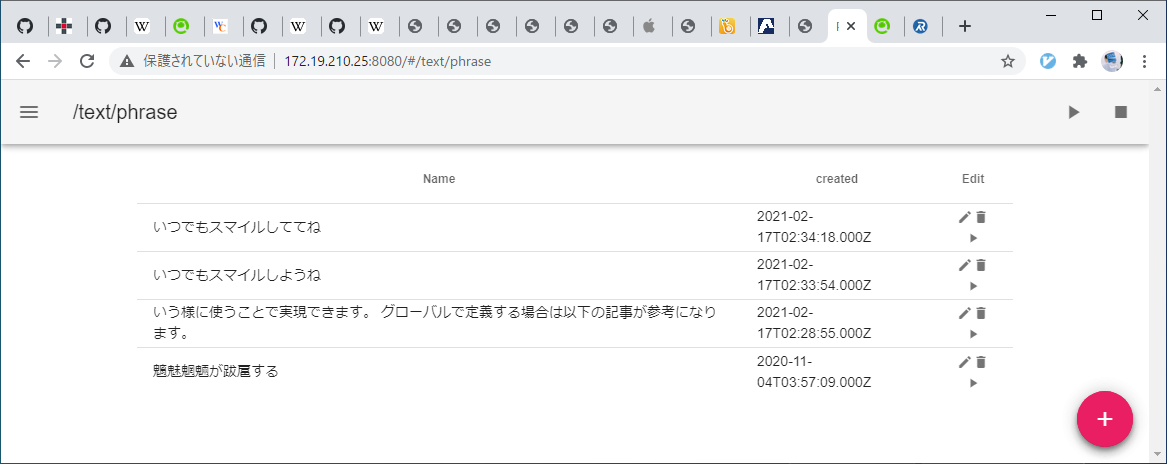 保護されていない通信
172.19.210.25:8080/#/text/phrase
/text/phrase
Name created Edit
いつでもスマイルしててね
2021-02-
17T02:34:18.000Z
いつでもスマイルしようね
2021-02-
17T02:33:54.000Z
いう様に使うことで実現できます。 グローバルで定義する場合は以下の記事が参考になり
ます。
2021-02-
17T02:28:55.000Z
魑魅魍魎が跋扈する
2020-11-
04T03:57:09.000Z